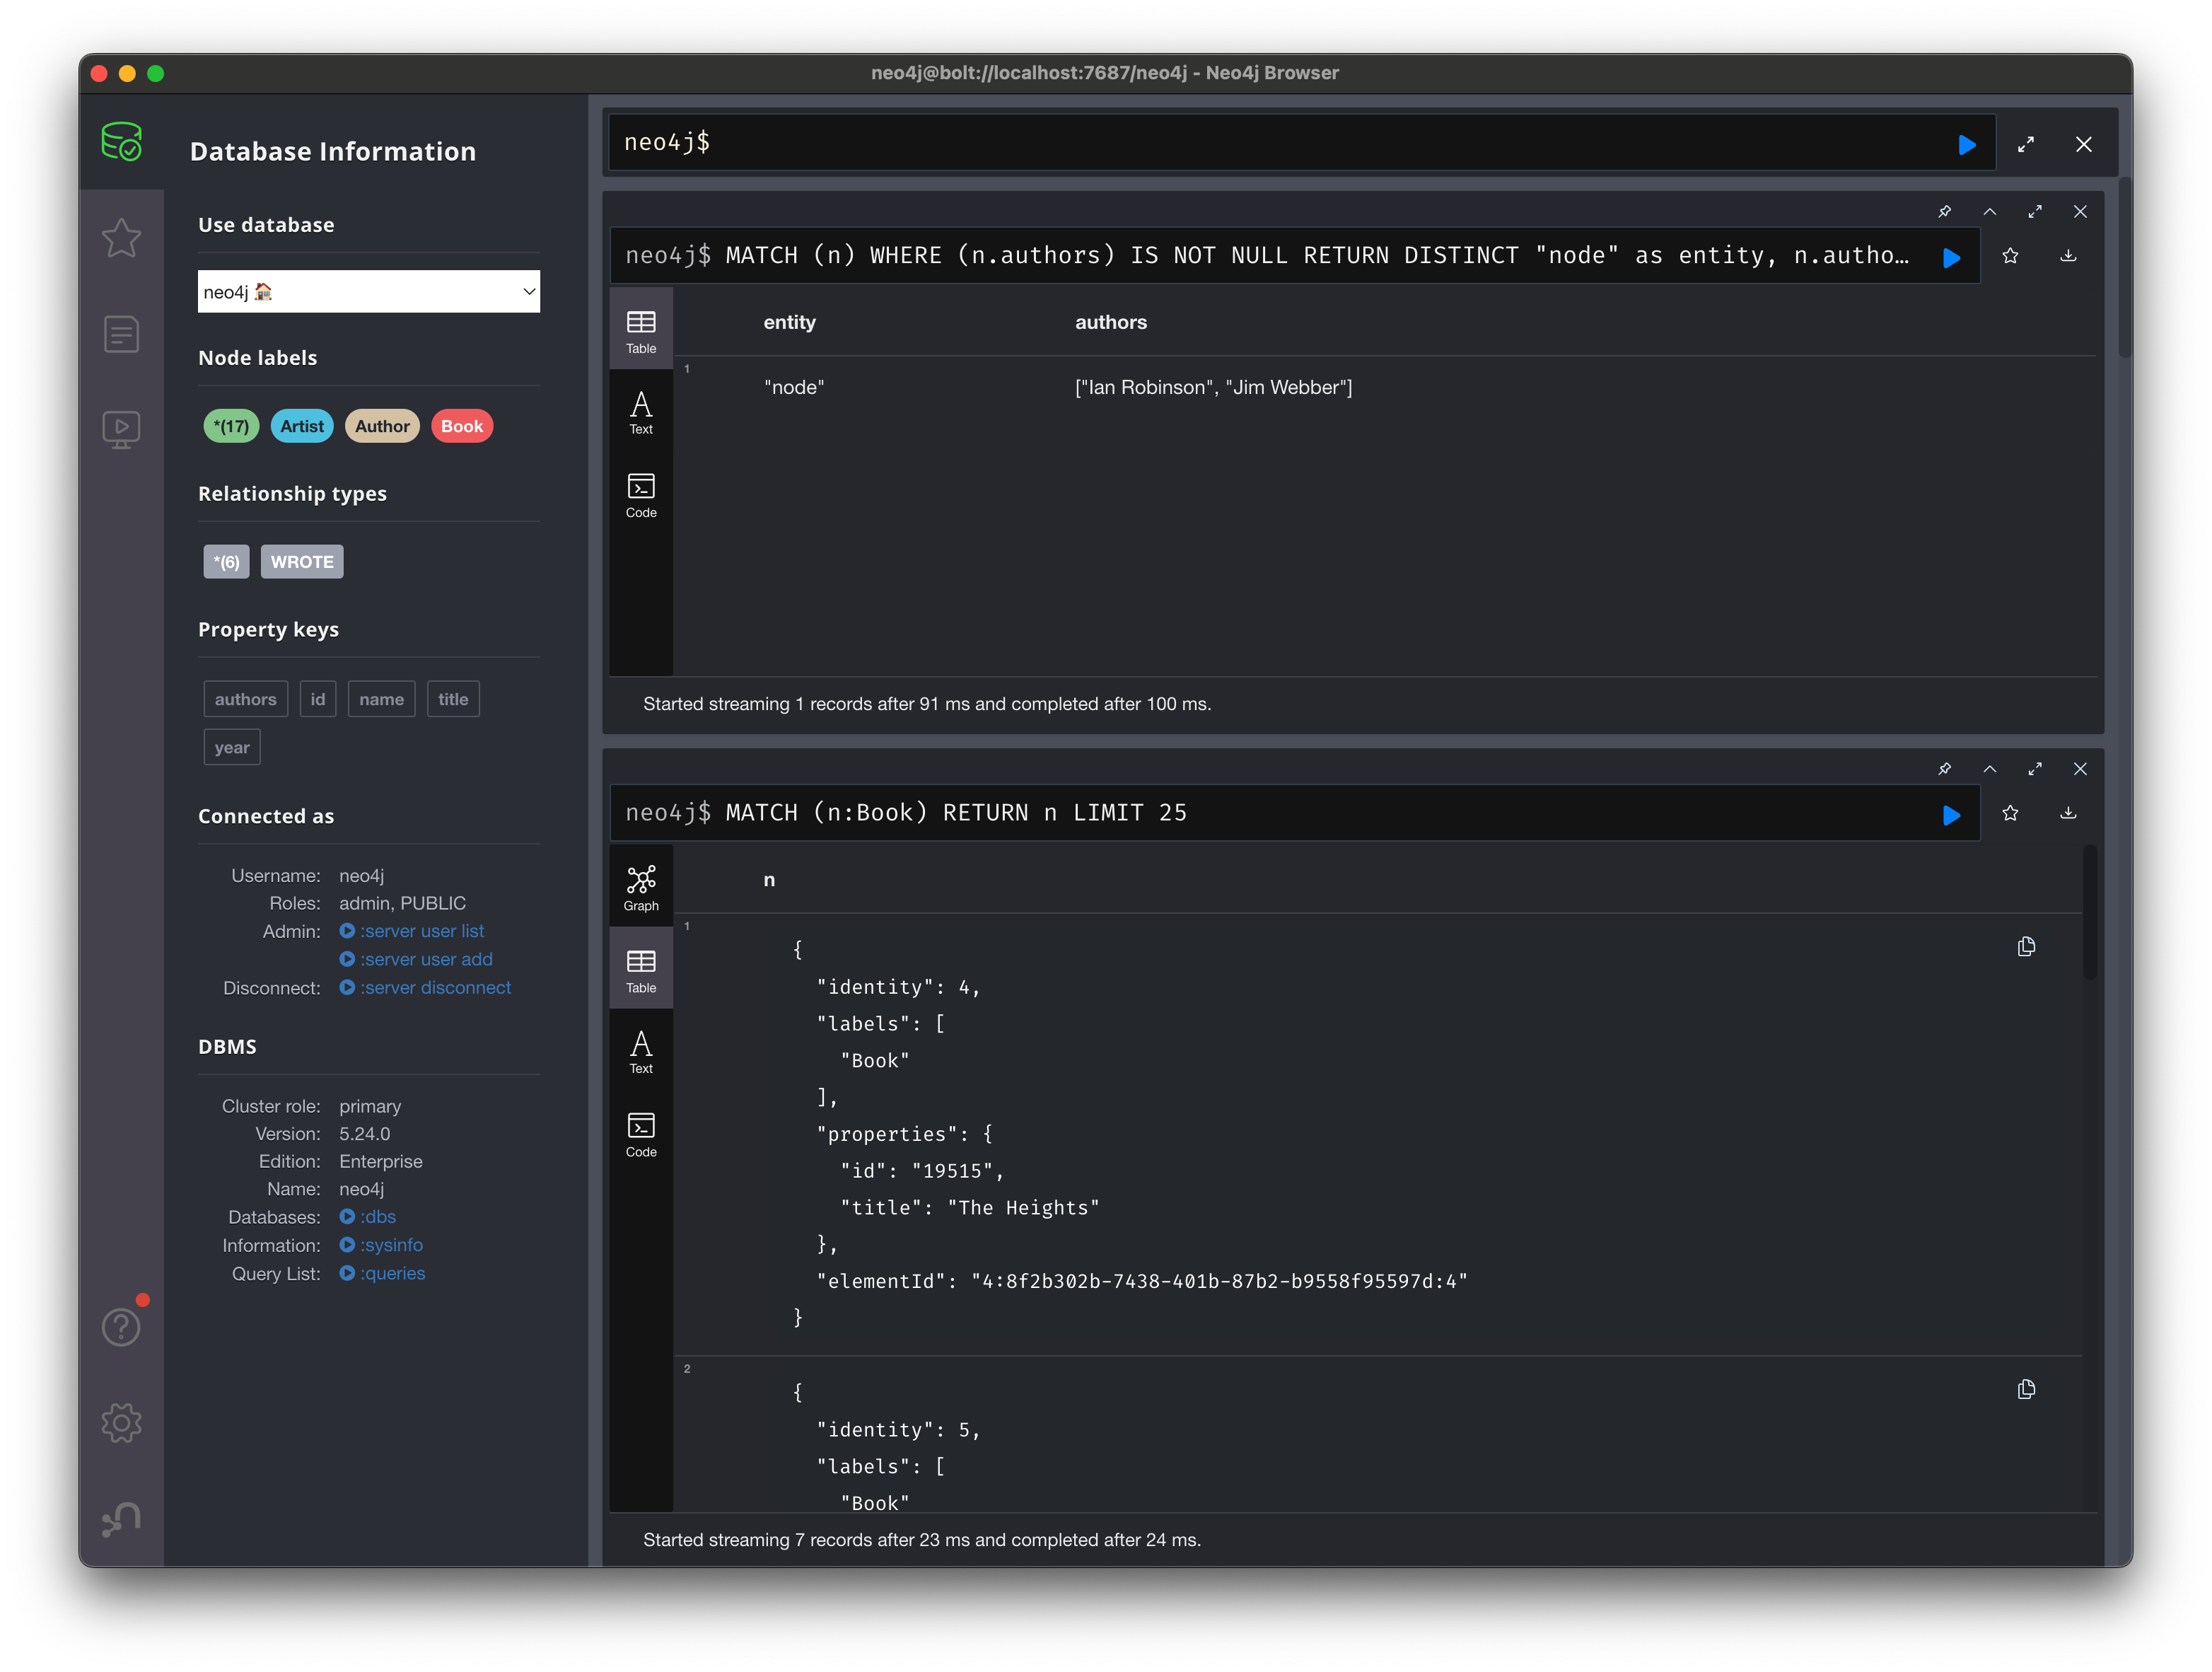 neo4j@bolt://localhost:7687/neo4j - Neo4j Browser
Database Information
Use database
neo4j
Node labels
*(17) Artist Author Book
Relationship types
*(6) WROTE
Property keys
authors id name title
year
Connected as
Username: neo4j
Roles: admin, PUBLIC
Admin: :server user list
:server user add
Disconnect: :server disconnect
DBMS
Cluster role: primary
Version: 5.24.0
Edition: Enterprise
Name: neo4j
Databases: :dbs
Information: :sysinfo
Query List: :queries
neo4j$
neo4j$ MATCH (n) WHERE (n.authors) IS NOT NULL RETURN DISTINCT "node" as entity, n.autho…
Table
Text
Code
entity authors
1
"node" ["Ian Robinson", "Jim Webber"]
Started streaming 1 records after 91 ms and completed after 100 ms.
neo4j$ MATCH (n:Book) RETURN n LIMIT 25
Graph
Table
Text
Code
n
1
{
"identity": 4,
"labels": [
"Book"
],
"properties": {
"id": "19515",
"title": "The Heights"
},
"elementId": "4:8f2b302b-7438-401b-87b2-b9558f95597d:4"
}
2
{
"identity": 5,
"labels": [
"Book"
Started streaming 7 records after 23 ms and completed after 24 ms.